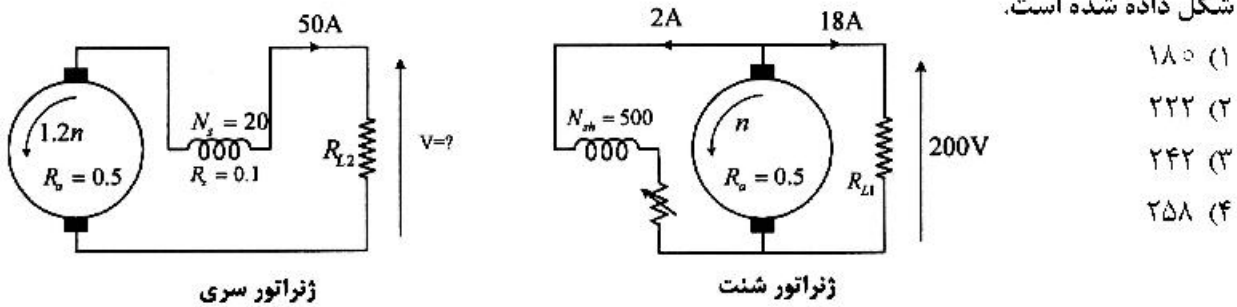 شکل داده شده است.
۱) ۱۸۰
۲) ۲۲۲
۳) ۲۴۲
۴) ۲۵۸
2A 18A
N_sh = 500
n
R_a = 0.5
R_L1
200V
ژنراتور شنت
50A
1.2n
R_a = 0.5
N_s = 20
R_s = 0.1
R_L2
V=?
ژنراتور سری